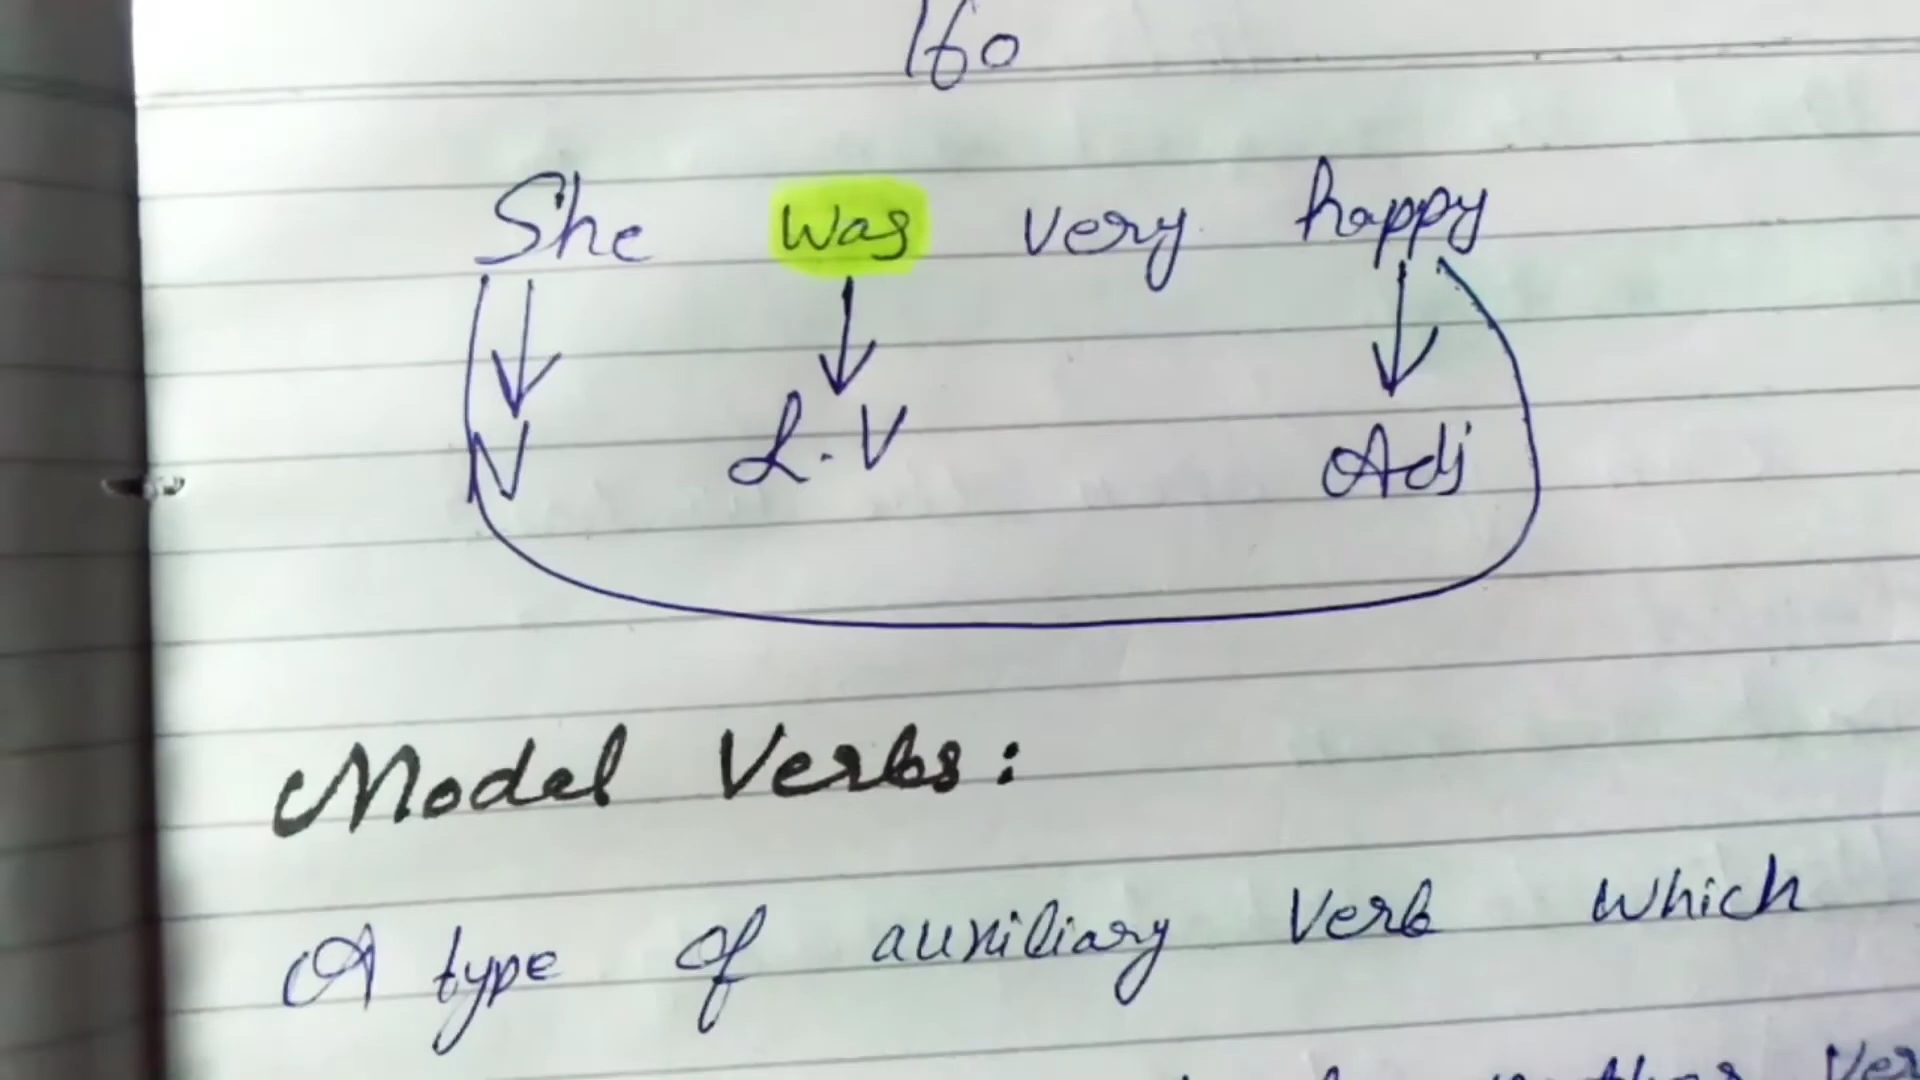 160
She was very happy
N L.V Adj
Model Verbs:
A type of auxiliary Verb which